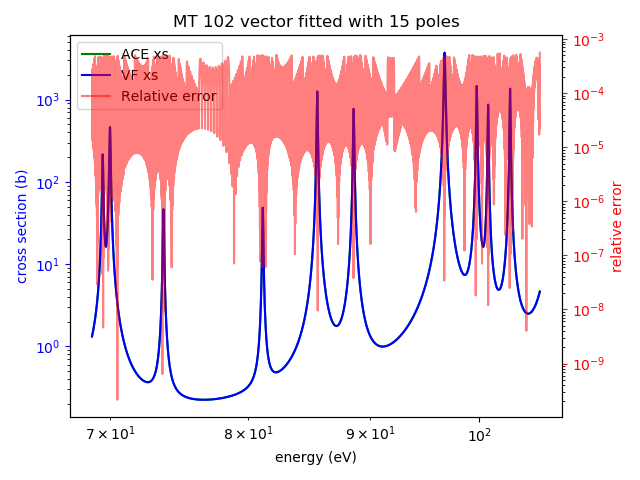 MT 102 vector fitted with 15 poles
ACE xs
VF xs
Relative error
10³
10²
10¹
10⁰
cross section (b)
10⁻³
10⁻⁴
10⁻⁵
10⁻⁶
10⁻⁷
10⁻⁸
10⁻⁹
relative error
7 × 10¹
8 × 10¹
9 × 10¹
10²
energy (eV)